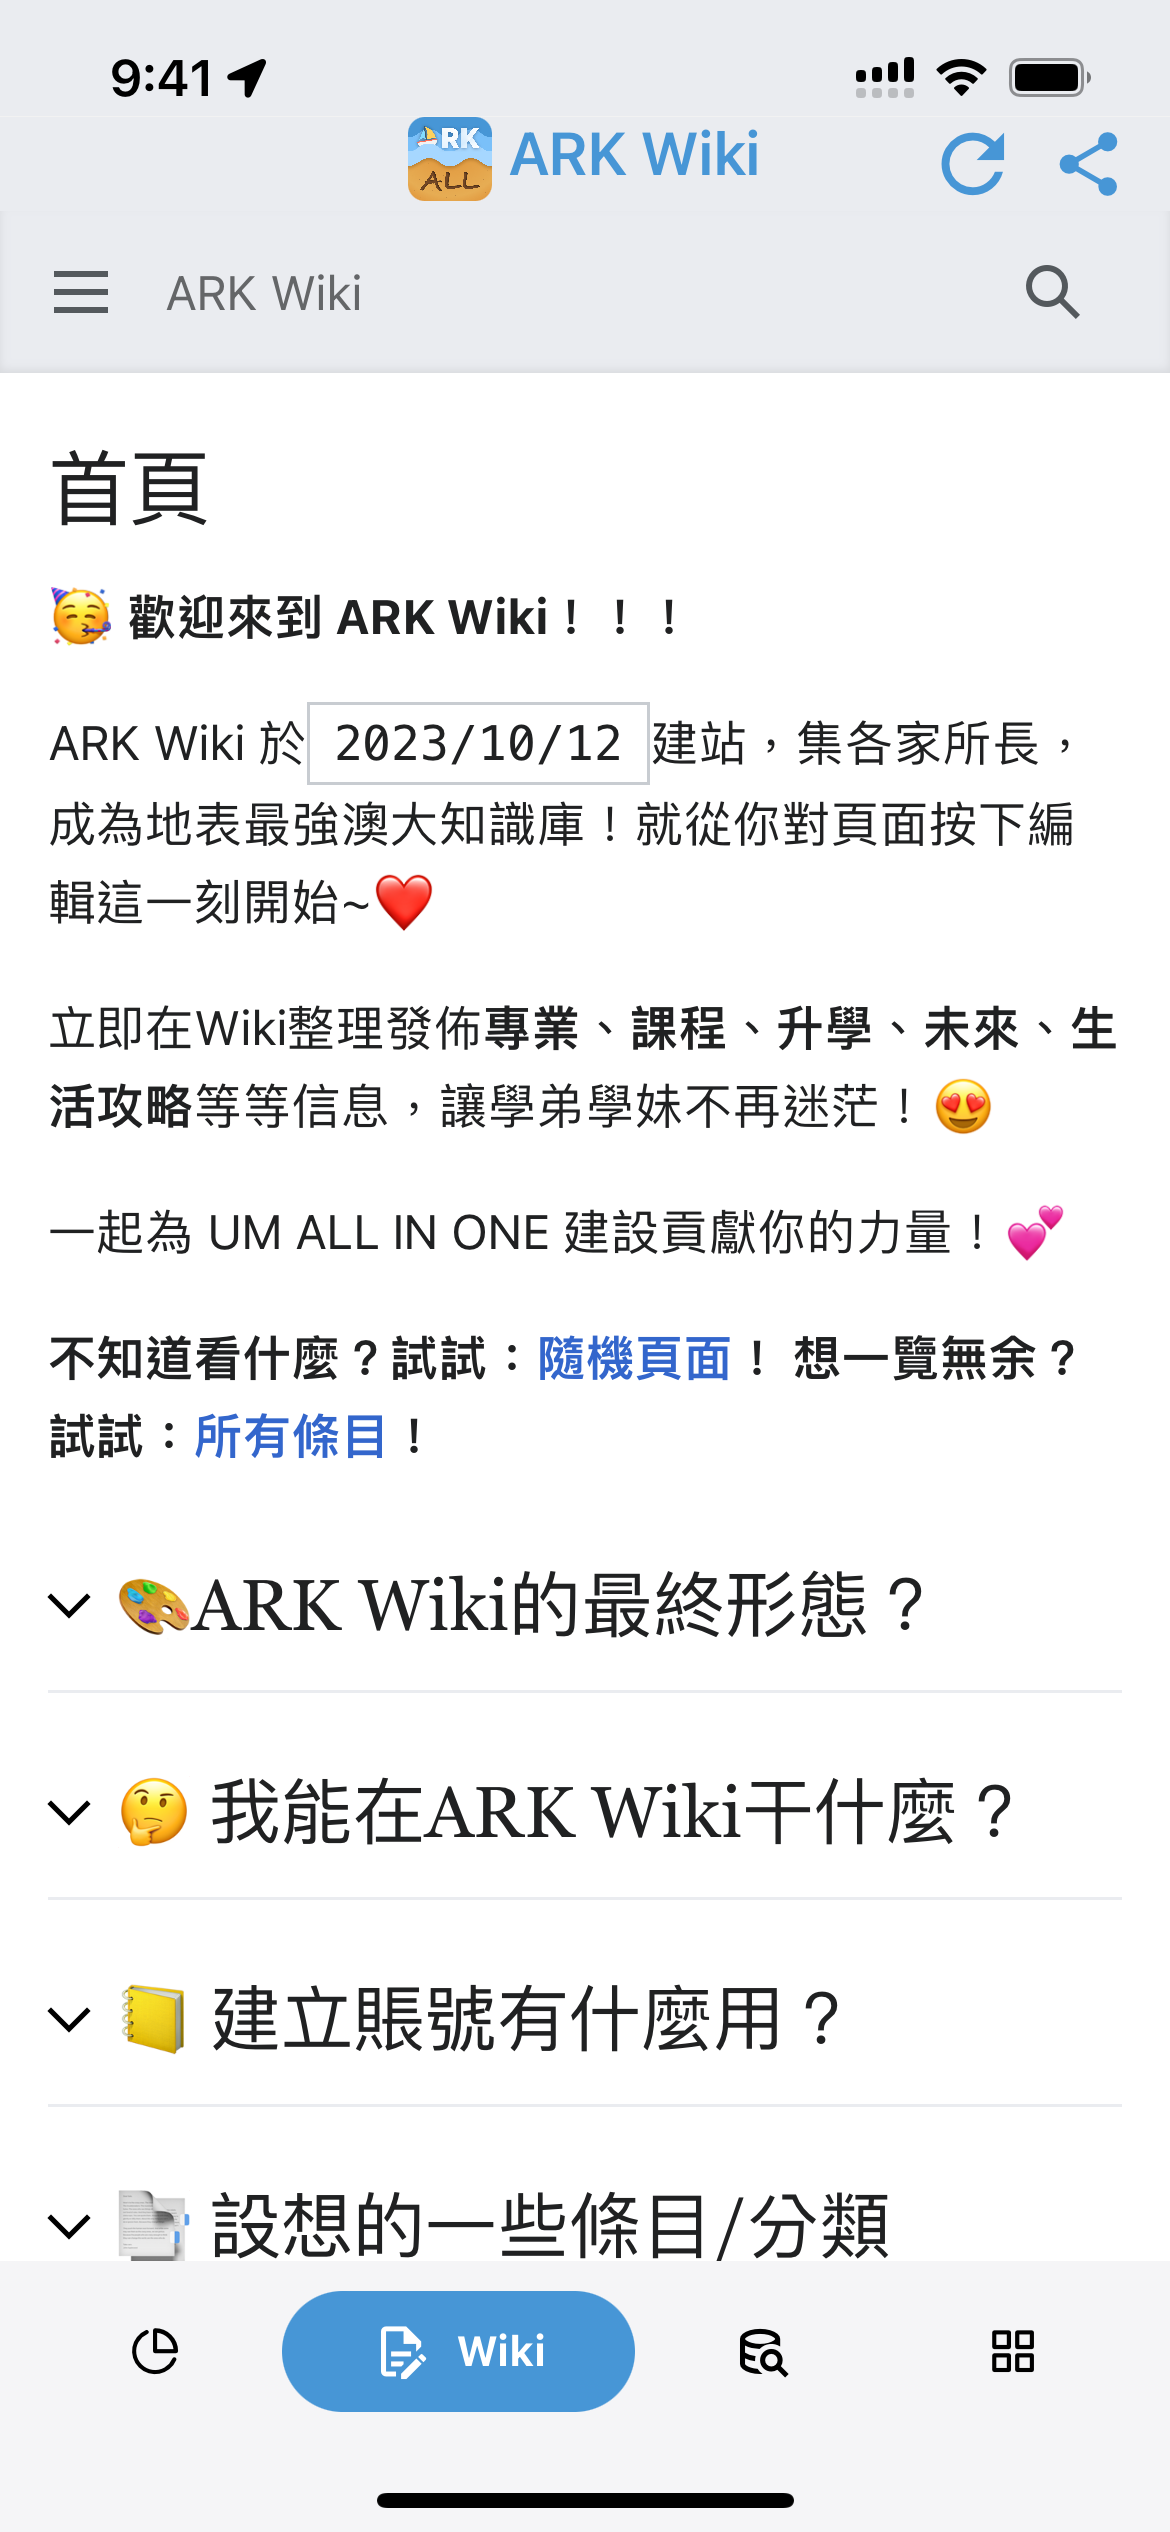 9:41
ARK ALL ARK Wiki
ARK Wiki
首頁
🥳 歡迎來到 ARK Wiki！！！
ARK Wiki 於 2023/10/12 建站，集各家所長，
成為地表最強澳大知識庫！就從你對頁面按下編
輯這一刻開始~❤️
立即在Wiki整理發佈專業、課程、升學、未來、生
活攻略等等信息，讓學弟學妹不再迷茫！😍
一起為 UM ALL IN ONE 建設貢獻你的力量！💕
不知道看什麼？試試：隨機頁面！ 想一覽無余？
試試：所有條目！
🎨ARK Wiki的最終形態？
🤔 我能在ARK Wiki干什麼？
📒 建立賬號有什麼用？
📑 設想的一些條目/分類
Wiki